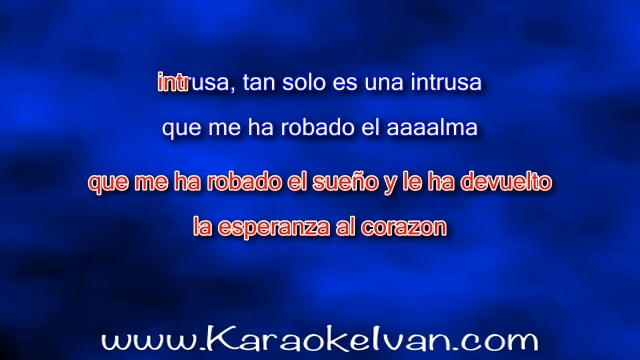 intrusa, tan solo es una intrusa
que me ha robado el aaaalma
que me ha robado el sueño y le ha devuelto
la esperanza al corazon
www.KaraokeIvan.com